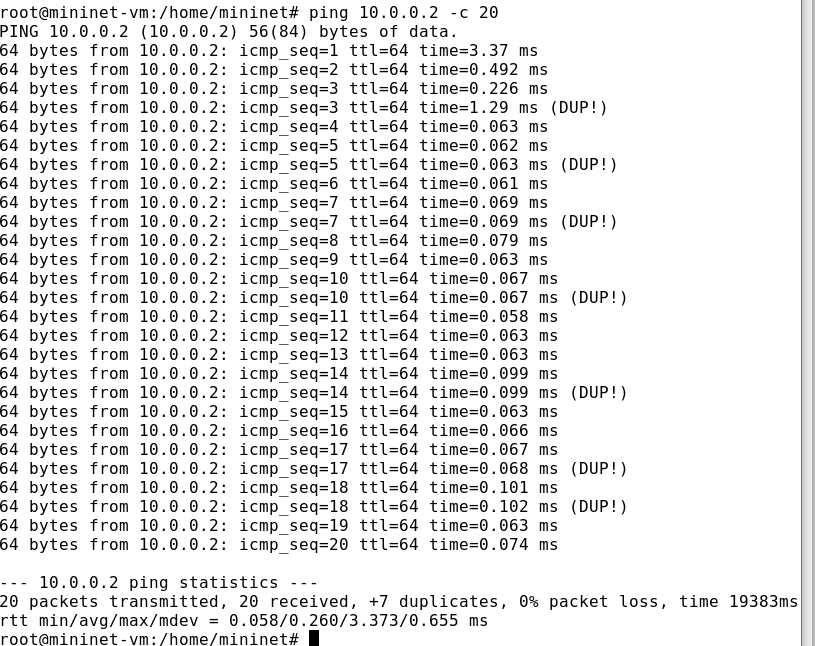 root@mininet-vm:/home/mininet# ping 10.0.0.2 -c 20
PING 10.0.0.2 (10.0.0.2) 56(84) bytes of data.
64 bytes from 10.0.0.2: icmp_seq=1 ttl=64 time=3.37 ms
64 bytes from 10.0.0.2: icmp_seq=2 ttl=64 time=0.492 ms
64 bytes from 10.0.0.2: icmp_seq=3 ttl=64 time=0.226 ms
64 bytes from 10.0.0.2: icmp_seq=3 ttl=64 time=1.29 ms (DUP!)
64 bytes from 10.0.0.2: icmp_seq=4 ttl=64 time=0.063 ms
64 bytes from 10.0.0.2: icmp_seq=5 ttl=64 time=0.062 ms
64 bytes from 10.0.0.2: icmp_seq=5 ttl=64 time=0.063 ms (DUP!)
64 bytes from 10.0.0.2: icmp_seq=6 ttl=64 time=0.061 ms
64 bytes from 10.0.0.2: icmp_seq=7 ttl=64 time=0.069 ms
64 bytes from 10.0.0.2: icmp_seq=7 ttl=64 time=0.069 ms (DUP!)
64 bytes from 10.0.0.2: icmp_seq=8 ttl=64 time=0.079 ms
64 bytes from 10.0.0.2: icmp_seq=9 ttl=64 time=0.063 ms
64 bytes from 10.0.0.2: icmp_seq=10 ttl=64 time=0.067 ms
64 bytes from 10.0.0.2: icmp_seq=10 ttl=64 time=0.067 ms (DUP!)
64 bytes from 10.0.0.2: icmp_seq=11 ttl=64 time=0.058 ms
64 bytes from 10.0.0.2: icmp_seq=12 ttl=64 time=0.063 ms
64 bytes from 10.0.0.2: icmp_seq=13 ttl=64 time=0.063 ms
64 bytes from 10.0.0.2: icmp_seq=14 ttl=64 time=0.099 ms
64 bytes from 10.0.0.2: icmp_seq=14 ttl=64 time=0.099 ms (DUP!)
64 bytes from 10.0.0.2: icmp_seq=15 ttl=64 time=0.063 ms
64 bytes from 10.0.0.2: icmp_seq=16 ttl=64 time=0.066 ms
64 bytes from 10.0.0.2: icmp_seq=17 ttl=64 time=0.067 ms
64 bytes from 10.0.0.2: icmp_seq=17 ttl=64 time=0.068 ms (DUP!)
64 bytes from 10.0.0.2: icmp_seq=18 ttl=64 time=0.101 ms
64 bytes from 10.0.0.2: icmp_seq=18 ttl=64 time=0.102 ms (DUP!)
64 bytes from 10.0.0.2: icmp_seq=19 ttl=64 time=0.063 ms
64 bytes from 10.0.0.2: icmp_seq=20 ttl=64 time=0.074 ms
--- 10.0.0.2 ping statistics ---
20 packets transmitted, 20 received, +7 duplicates, 0% packet loss, time 19383ms
rtt min/avg/max/mdev = 0.058/0.260/3.373/0.655 ms
root@mininet-vm:/home/mininet#